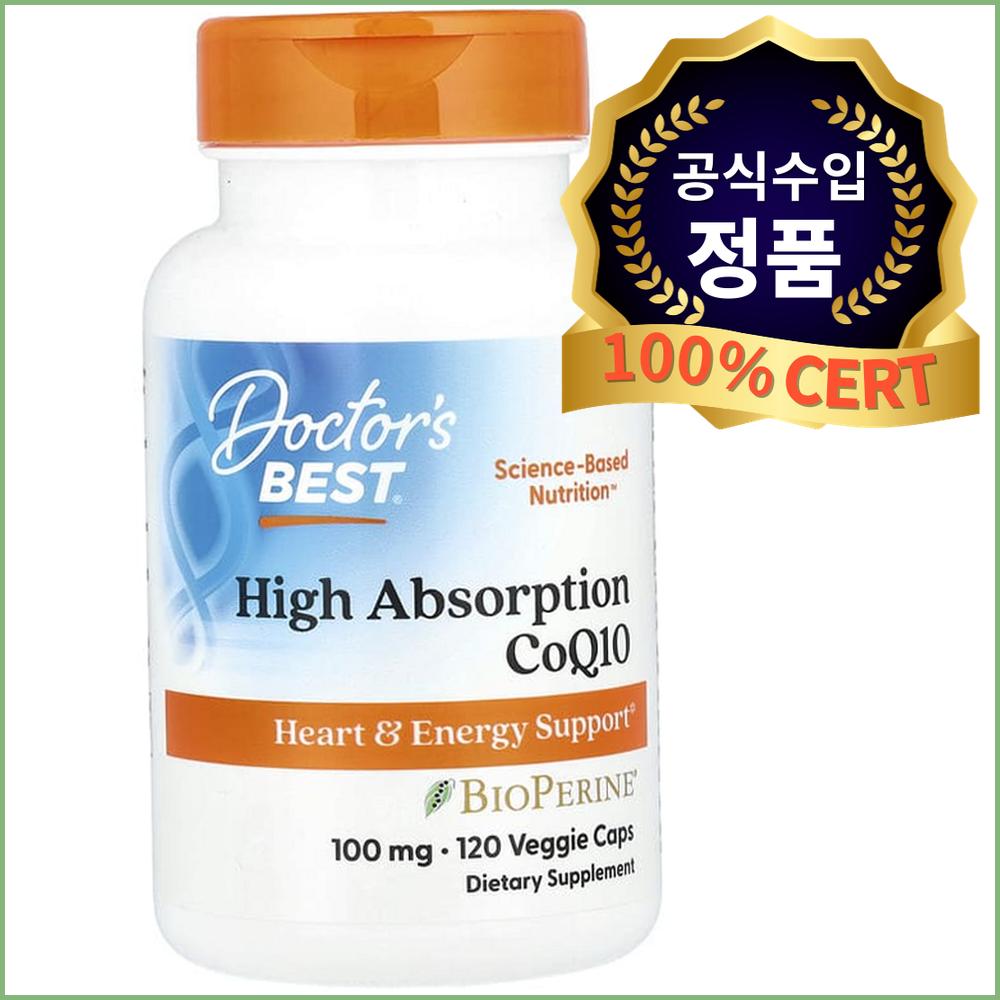 공식수입
정품
100% CERT
Doctor's
BEST®
Science-Based
Nutrition™
High Absorption
CoQ10
Heart & Energy Support‡
BIOPERINE®
100 mg · 120 Veggie Caps
Dietary Supplement